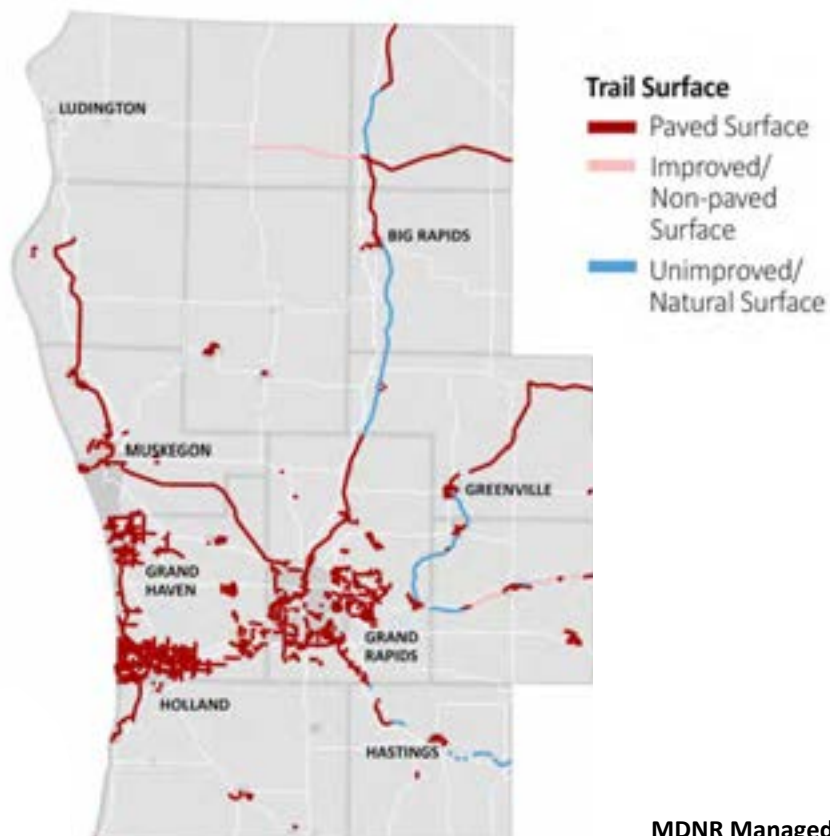 LUDINGTON
Trail Surface
Paved Surface
Improved/
Non-paved
Surface
BIG RAPIDS
Unimproved/
Natural Surface
MUSKEGON
GREENVILLE
GRAND
HAVEN
GRAND
RAPIDS
HOLLAND
HASTINGS
MDNR Managed